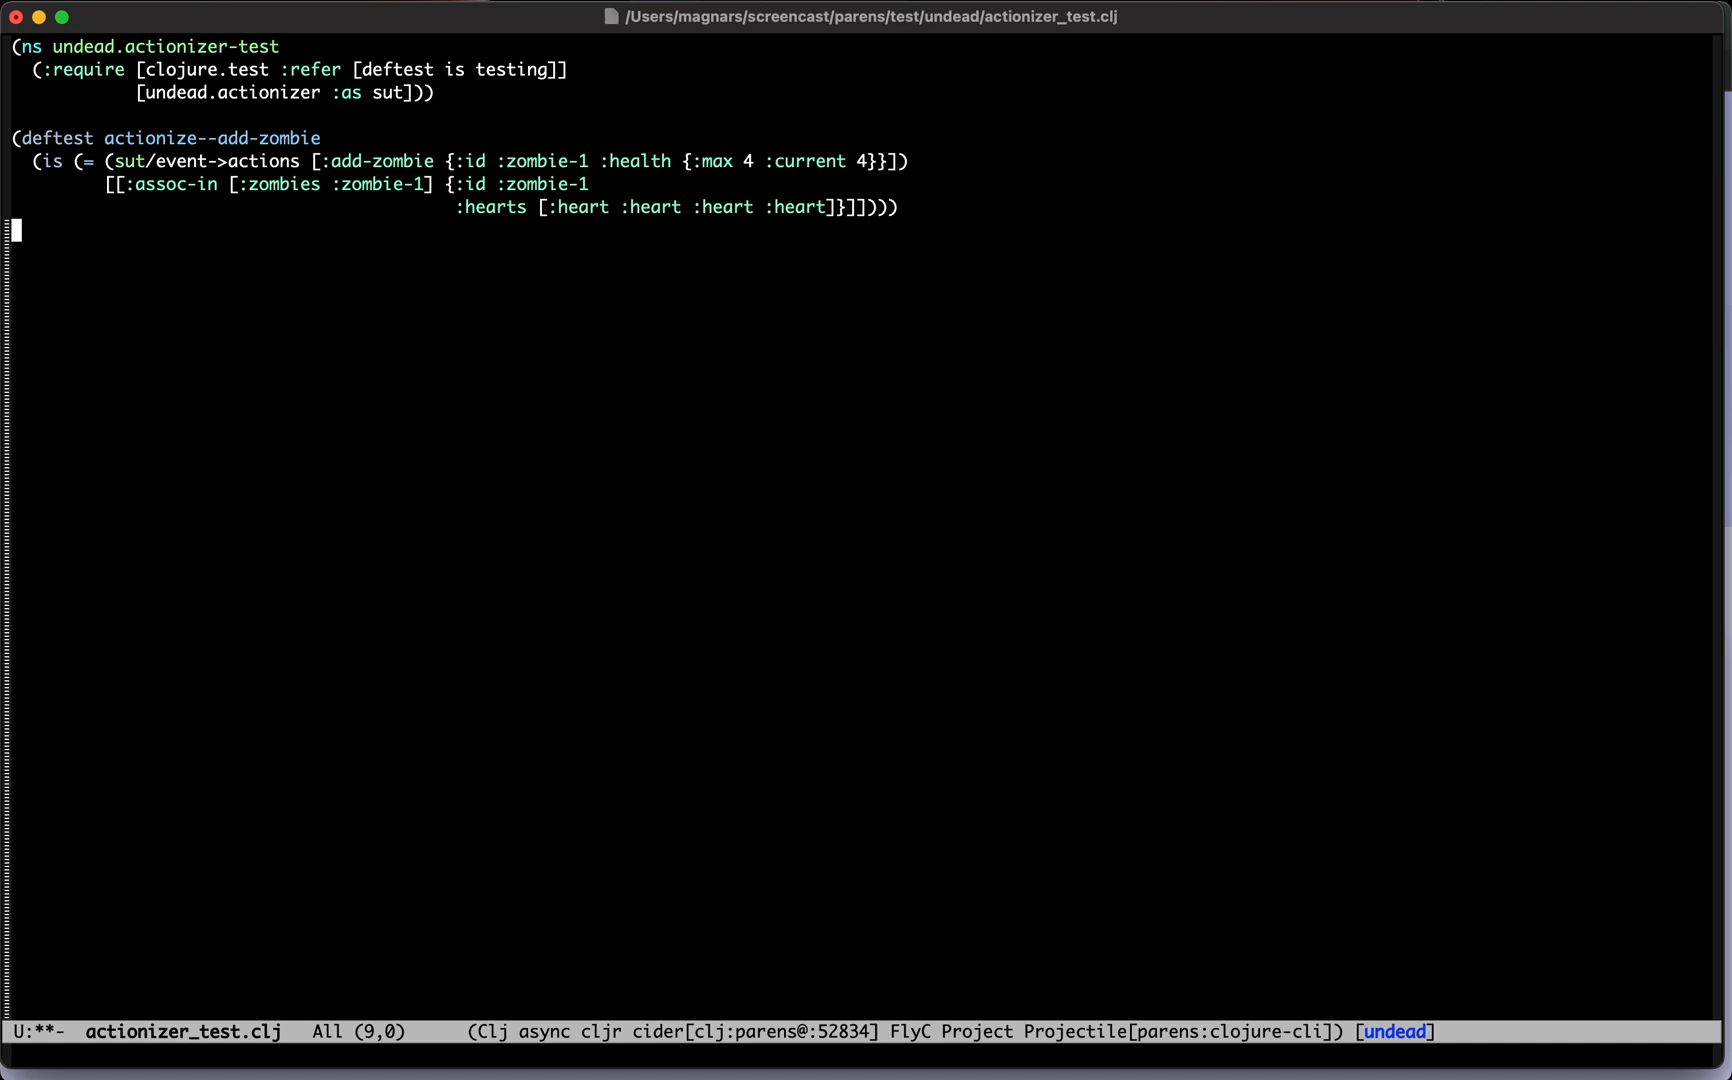 /Users/magnars/screencast/parens/test/undead/actionizer_test.clj
(ns undead.actionizer-test
  (:require [clojure.test :refer [deftest is testing]]
            [undead.actionizer :as sut]))
(deftest actionize--add-zombie
  (is (= (sut/event->actions [:add-zombie {:id :zombie-1 :health {:max 4 :current 4}}])
         [[:assoc-in [:zombies :zombie-1] {:id :zombie-1
                                           :hearts [:heart :heart :heart :heart]}]])))
U:**-  actionizer_test.clj   All (9,0)      (Clj async cljr cider[clj:parens@:52834] FlyC Project Projectile[parens:clojure-cli]) [undead]